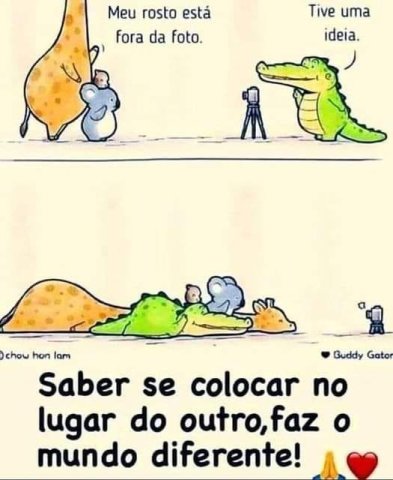 Meu rosto está
fora da foto.
Tive uma
ideia.
chow hon lam
♥ Buddy Gator
Saber se colocar no
lugar do outro,faz o
mundo diferente! 🙏❤️